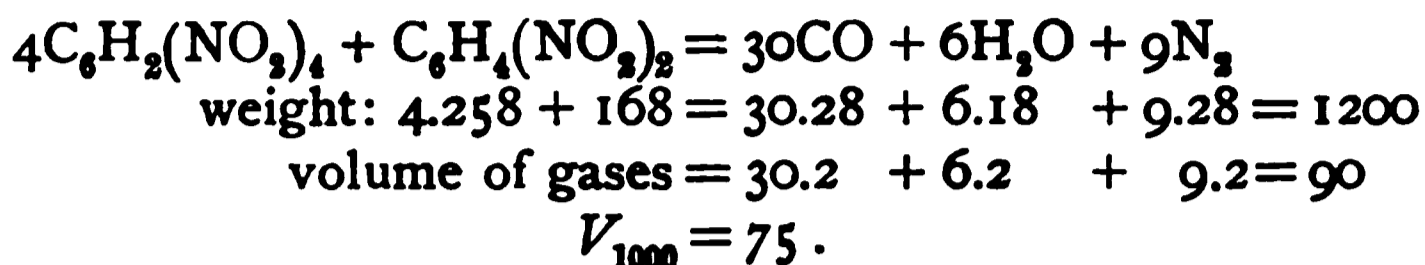 4C₆H₂(NO₂)₄ + C₆H₄(NO₂)₂ = 30CO + 6H₂O + 9N₂
weight: 4.258 + 168 = 30.28 + 6.18 + 9.28 = 1200
volume of gases = 30.2 + 6.2 + 9.2 = 90
V₁₀₀₀ = 75 .